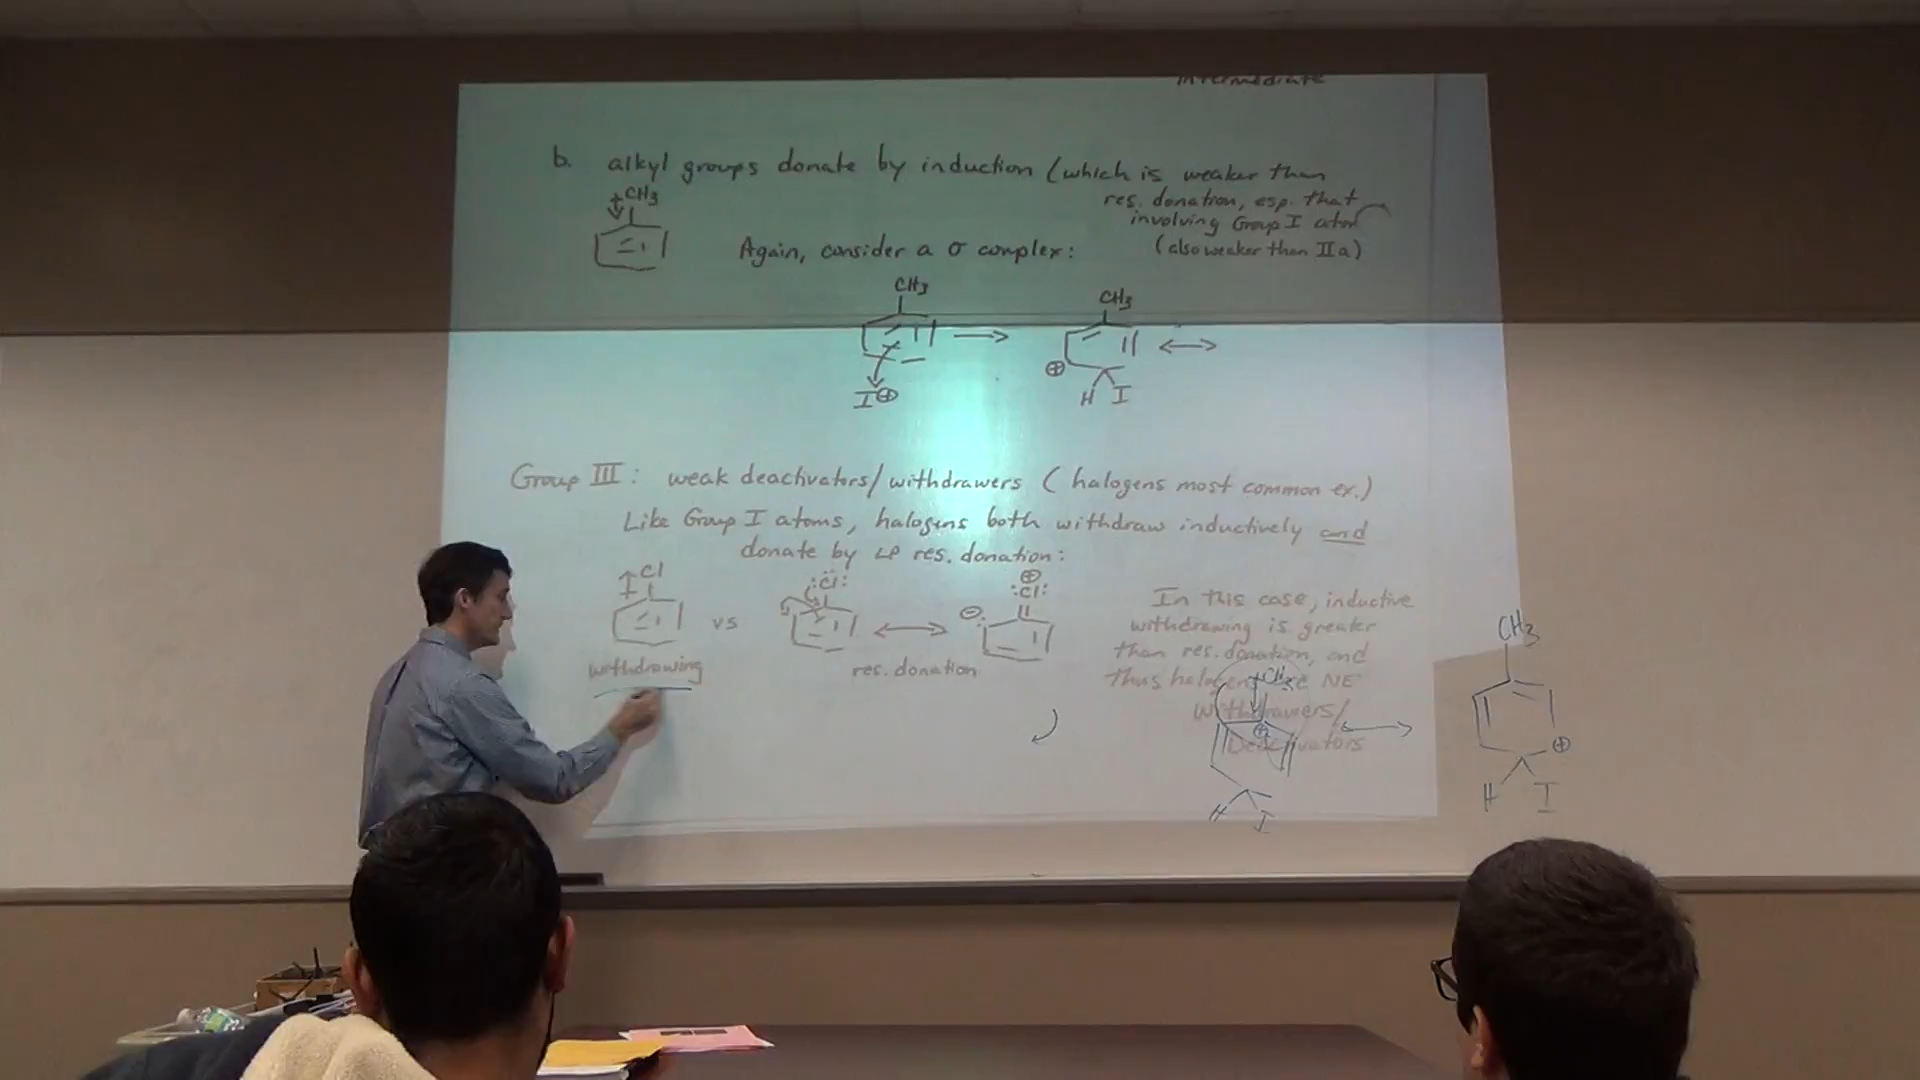 intermediate
b. alkyl groups donate by induction (which is weaker than
res. donation, esp. that
involving Group I atom
(also weaker than IIa)
CH3
Again, consider a σ complex:
CH3
CH3
I⊕
⊕
H I
Group III: weak deactivators/withdrawers (halogens most common ex.)
Like Group I atoms, halogens both withdraw inductively and
donate by LP res. donation:
Cl
vs
:Cl:
⊕
:Cl:
⊖
withdrawing
res. donation
In this case, inductive
withdrawing is greater
than res. donation, and
thus halogens are NET
withdrawers/
Deactivators
CH3
⊕
H I
CH3
⊕
H I